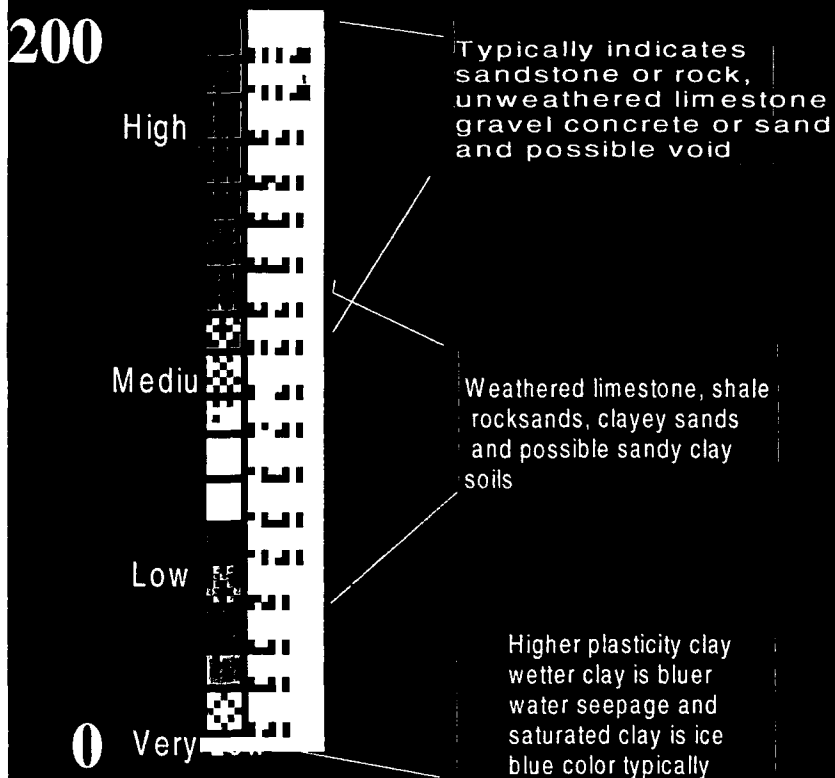 200
Typically indicates
sandstone or rock,
unweathered limestone
gravel concrete or sand
and possible void
High
Mediu
Weathered limestone, shale
rocksands, clayey sands
and possible sandy clay
soils
Low
Higher plasticity clay
wetter clay is bluer
water seepage and
saturated clay is ice
blue color typically
0
Very